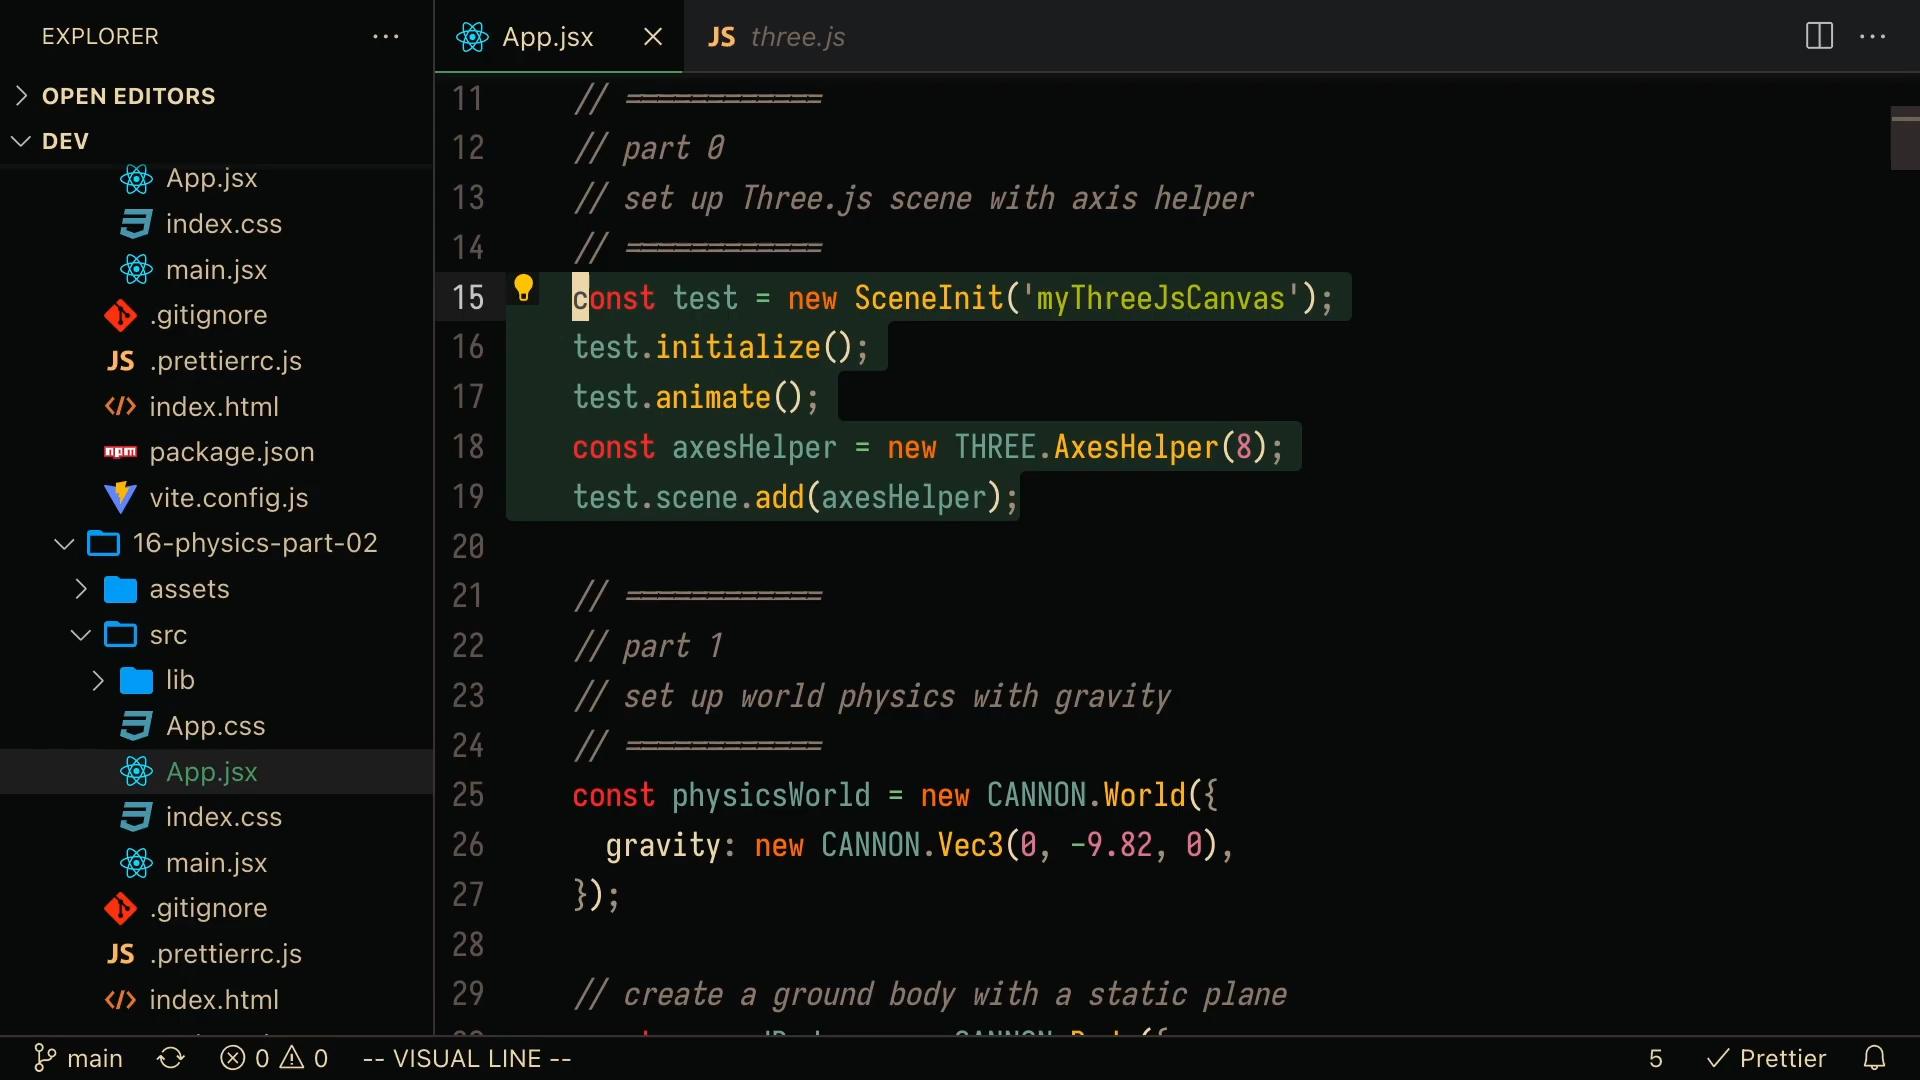 EXPLORER
OPEN EDITORS
DEV
App.jsx
index.css
main.jsx
.gitignore
JS .prettierrc.js
</> index.html
npm package.json
vite.config.js
16-physics-part-02
assets
src
lib
App.css
App.jsx
index.css
main.jsx
.gitignore
JS .prettierrc.js
</> index.html
App.jsx
JS three.js
11 // ============
12 // part 0
13 // set up Three.js scene with axis helper
14 // ============
15 const test = new SceneInit('myThreeJsCanvas');
16 test.initialize();
17 test.animate();
18 const axesHelper = new THREE.AxesHelper(8);
19 test.scene.add(axesHelper);
20
21 // ============
22 // part 1
23 // set up world physics with gravity
24 // ============
25 const physicsWorld = new CANNON.World({
26 gravity: new CANNON.Vec3(0, -9.82, 0),
27 });
28
29 // create a ground body with a static plane
main
0 0
-- VISUAL LINE --
5
Prettier